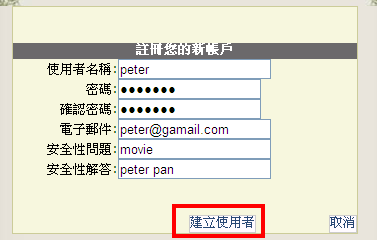 註冊您的新帳戶
使用者名稱:peter
密碼:●●●●●●●
確認密碼:●●●●●●●
電子郵件:peter@gamail.com
安全性問題:movie
安全性解答:peter pan
建立使用者 取消